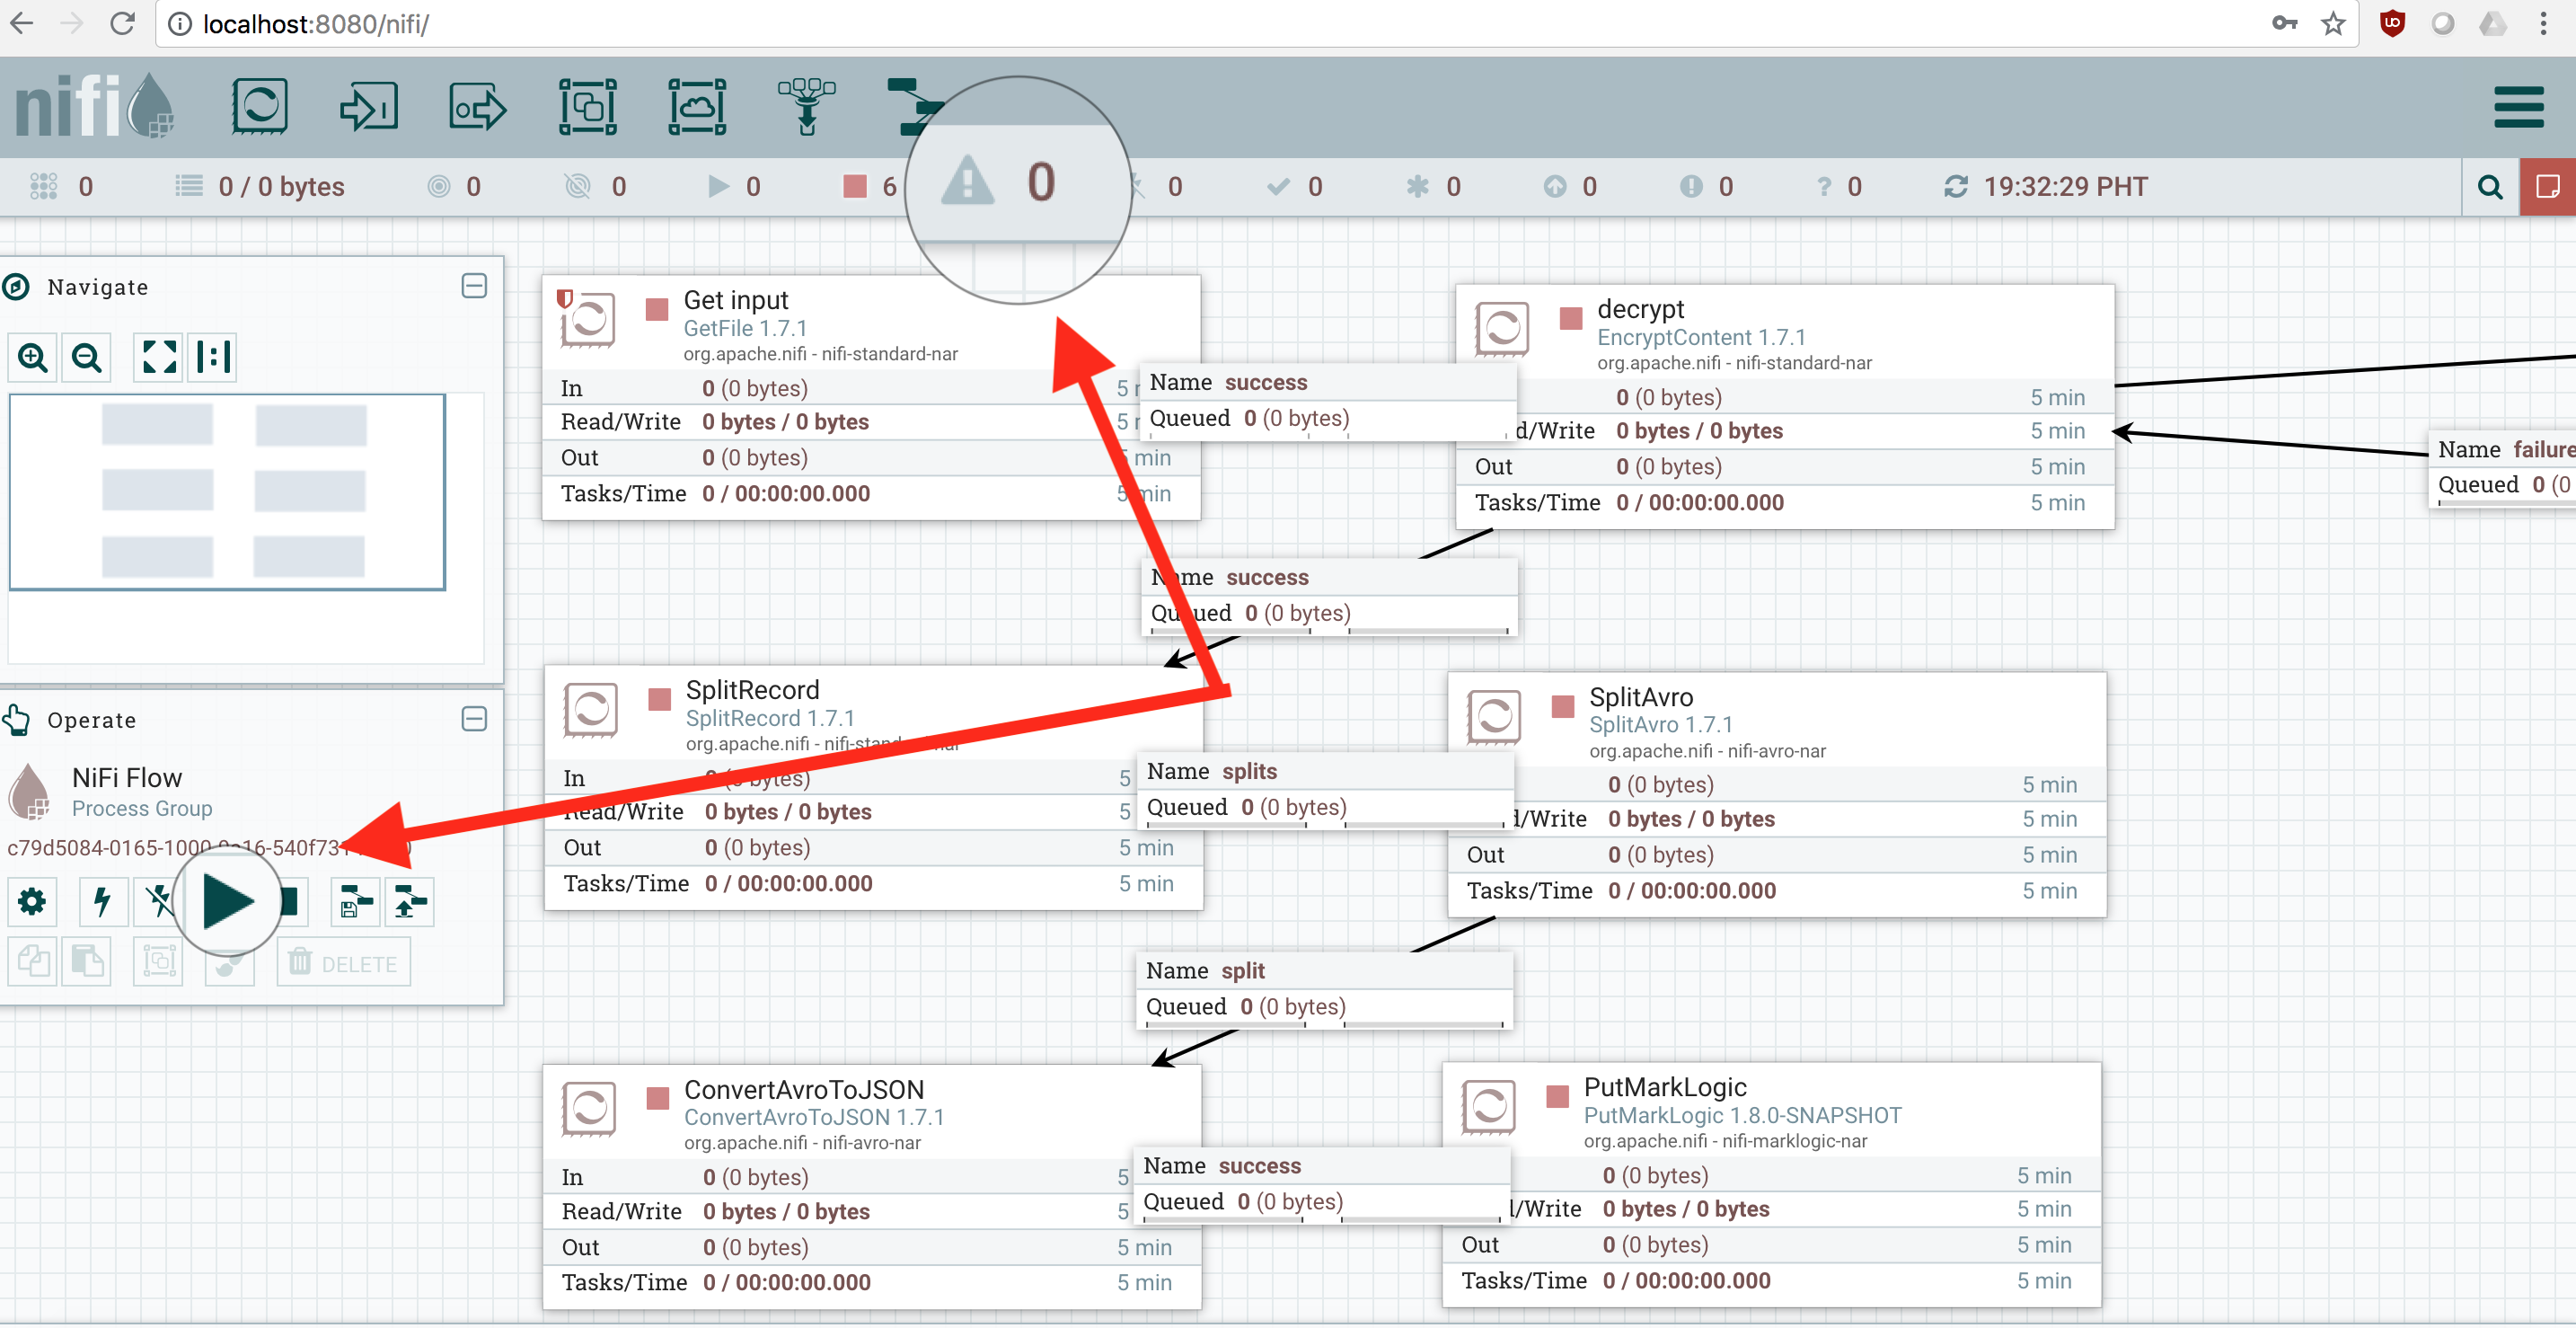 localhost:8080/nifi/
nifi
0
0 / 0 bytes
0
0
0
6
0
0
0
0
0
0
? 0
19:32:29 PHT
Navigate
Operate
NiFi Flow
Process Group
c79d5084-0165-1000-
16-540f73
DELETE
Get input
GetFile 1.7.1
org.apache.nifi - nifi-standard-nar
In 0 (0 bytes) 5
Read/Write 0 bytes / 0 bytes 5
Out 0 (0 bytes) 5 min
Tasks/Time 0 / 00:00:00.000 5 min
Name success
Queued 0 (0 bytes)
decrypt
EncryptContent 1.7.1
org.apache.nifi - nifi-standard-nar
0 (0 bytes) 5 min
d/Write 0 bytes / 0 bytes 5 min
Out 0 (0 bytes) 5 min
Tasks/Time 0 / 00:00:00.000 5 min
Name failure
Queued 0 (0
Name success
Queued 0 (0 bytes)
SplitRecord
SplitRecord 1.7.1
org.apache.nifi - nifi-standard-nar
In 0 (0 bytes) 5
Read/Write 0 bytes / 0 bytes 5
Out 0 (0 bytes) 5 min
Tasks/Time 0 / 00:00:00.000 5 min
Name splits
Queued 0 (0 bytes)
SplitAvro
SplitAvro 1.7.1
org.apache.nifi - nifi-avro-nar
0 (0 bytes) 5 min
d/Write 0 bytes / 0 bytes 5 min
Out 0 (0 bytes) 5 min
Tasks/Time 0 / 00:00:00.000 5 min
Name split
Queued 0 (0 bytes)
ConvertAvroToJSON
ConvertAvroToJSON 1.7.1
org.apache.nifi - nifi-avro-nar
In 0 (0 bytes) 5
Read/Write 0 bytes / 0 bytes 5
Out 0 (0 bytes) 5 min
Tasks/Time 0 / 00:00:00.000 5 min
Name success
Queued 0 (0 bytes)
PutMarkLogic
PutMarkLogic 1.8.0-SNAPSHOT
org.apache.nifi - nifi-marklogic-nar
0 (0 bytes) 5 min
/Write 0 bytes / 0 bytes 5 min
Out 0 (0 bytes) 5 min
Tasks/Time 0 / 00:00:00.000 5 min